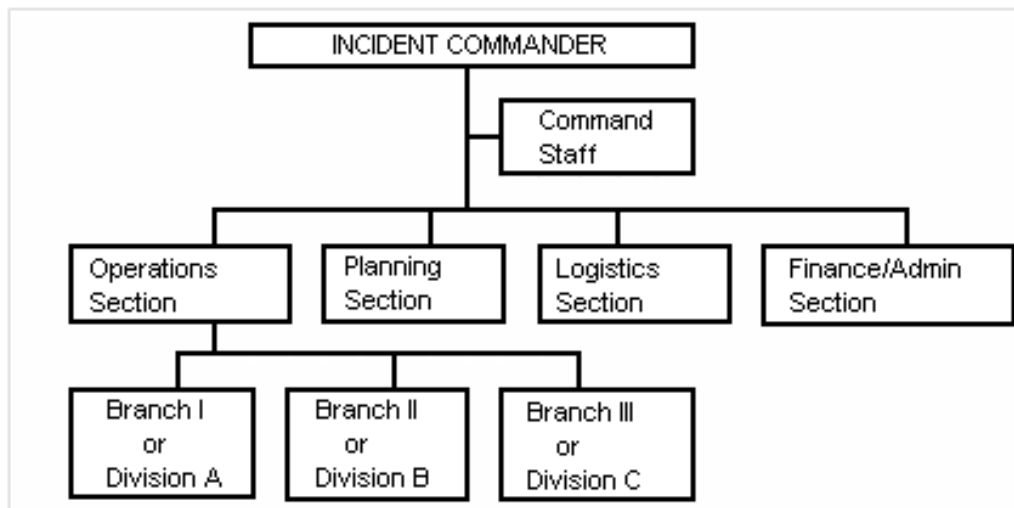 INCIDENT COMMANDER
Command
Staff
Operations
Section
Planning
Section
Logistics
Section
Finance/Admin
Section
Branch I
or
Division A
Branch II
or
Division B
Branch III
or
Division C